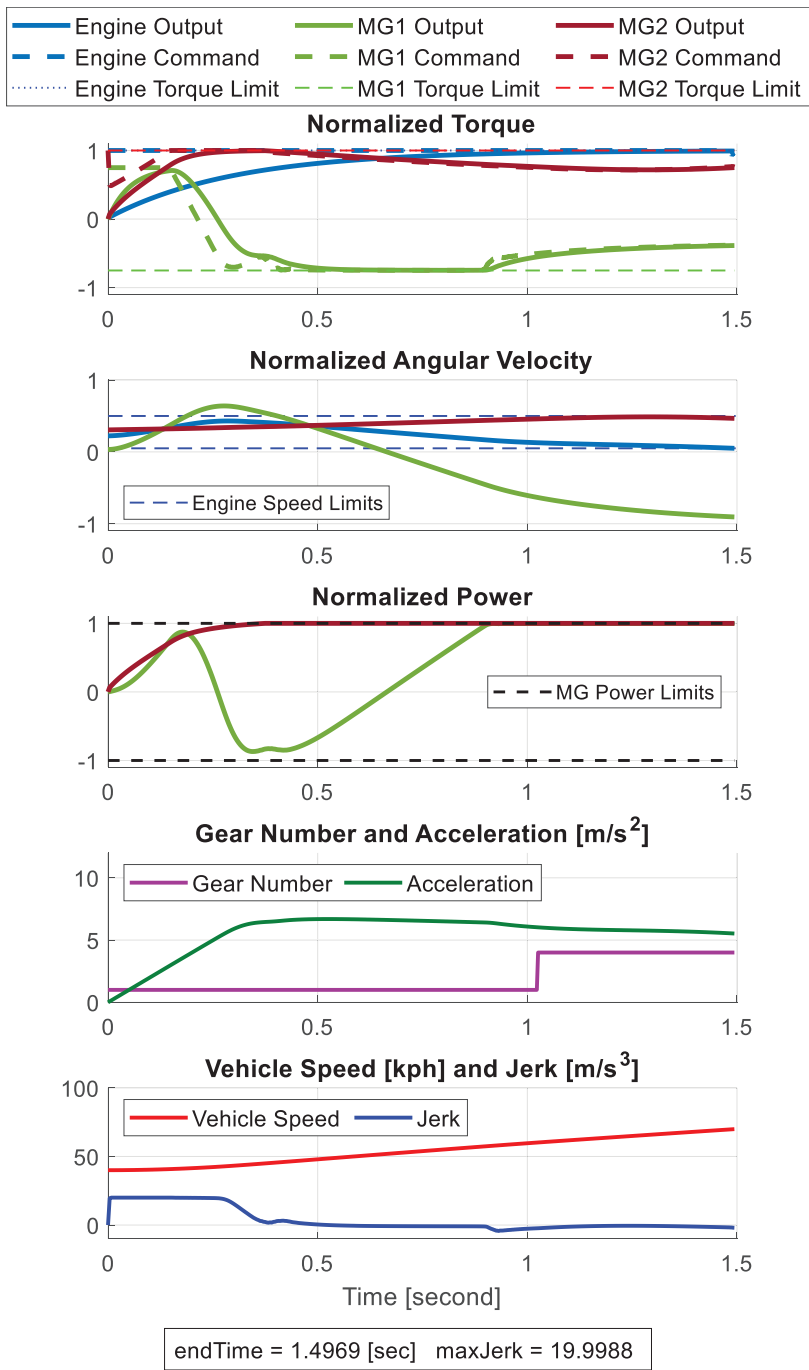 Engine Output MG1 Output MG2 Output
Engine Command MG1 Command MG2 Command
Engine Torque Limit MG1 Torque Limit MG2 Torque Limit
Normalized Torque
1
0
-1
0 0.5 1 1.5
Normalized Angular Velocity
1
0
-1
Engine Speed Limits
0 0.5 1 1.5
Normalized Power
1
0
-1
MG Power Limits
0 0.5 1 1.5
Gear Number and Acceleration [m/s²]
10
5
0
Gear Number Acceleration
0 0.5 1 1.5
Vehicle Speed [kph] and Jerk [m/s³]
100
50
0
Vehicle Speed Jerk
0 0.5 1 1.5
Time [second]
endTime = 1.4969 [sec] maxJerk = 19.9988